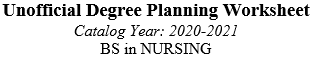 Unofficial Degree Planning Worksheet
Catalog Year: 2020-2021
BS in NURSING